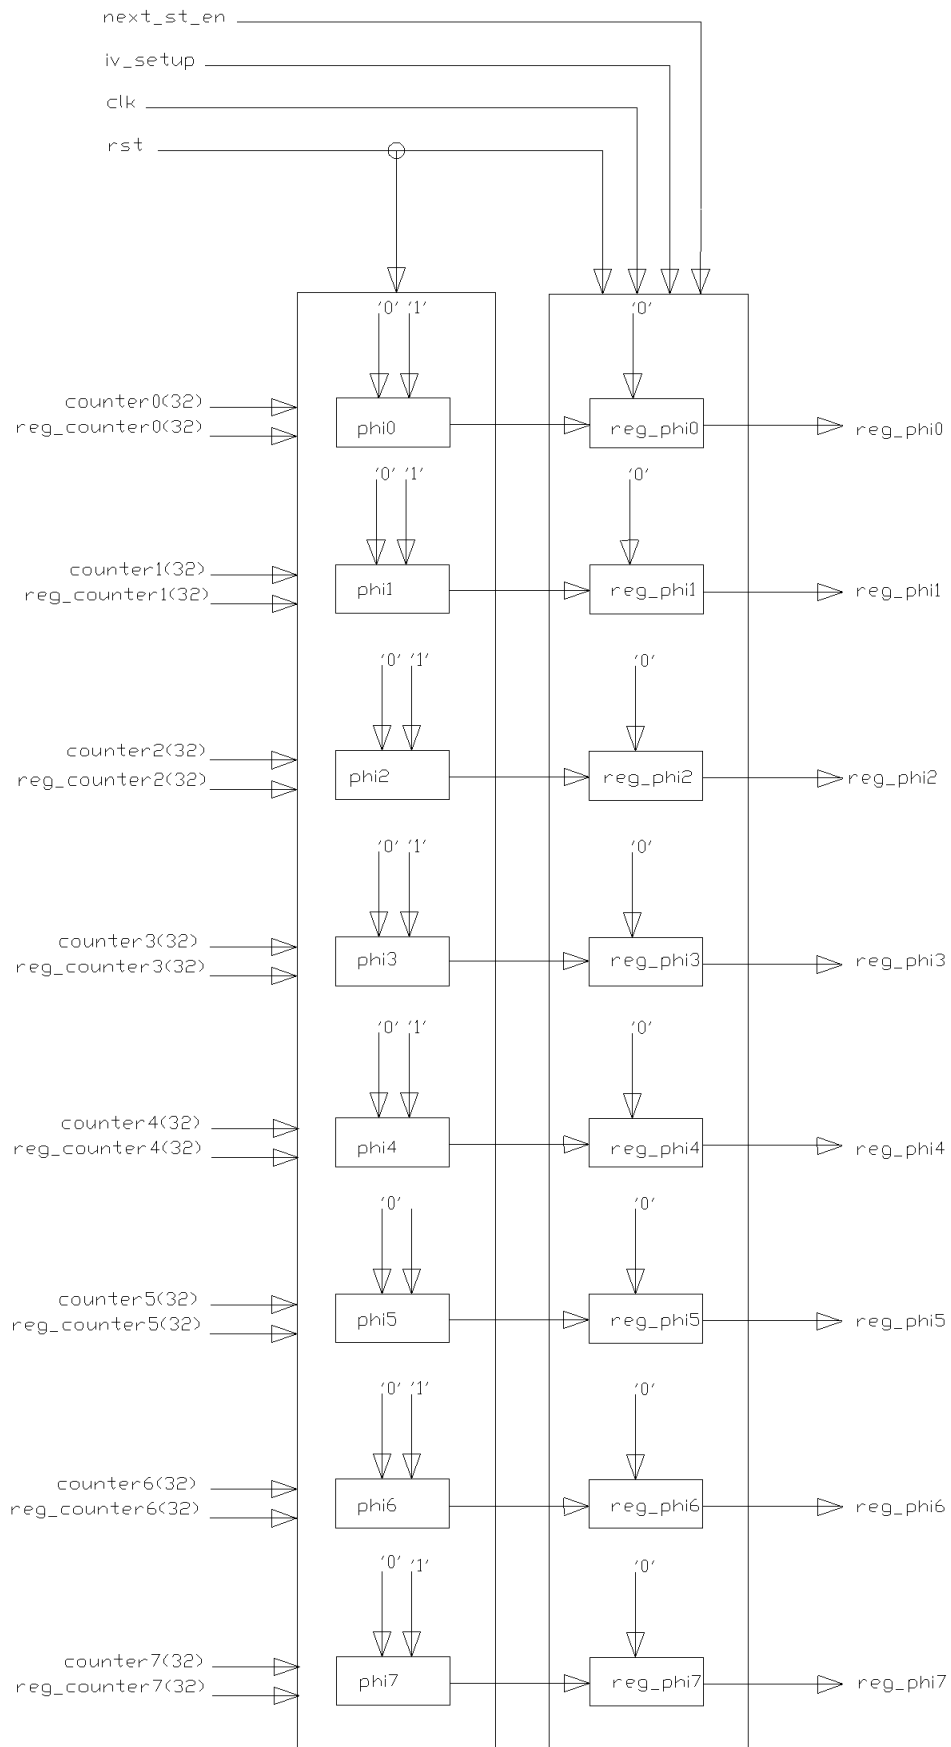 next_st_en
iv_setup
clk
rst
'0' '1'
'0'
counter0(32)
reg_counter0(32)
phi0
reg_phi0
reg_phi0
'0' '1'
'0'
counter1(32)
reg_counter1(32)
phi1
reg_phi1
reg_phi1
'0' '1'
'0'
counter2(32)
reg_counter2(32)
phi2
reg_phi2
reg_phi2
'0' '1'
'0'
counter3(32)
reg_counter3(32)
phi3
reg_phi3
reg_phi3
'0' '1'
'0'
counter4(32)
reg_counter4(32)
phi4
reg_phi4
reg_phi4
'0'
'0'
counter5(32)
reg_counter5(32)
phi5
reg_phi5
reg_phi5
'0' '1'
'0'
counter6(32)
reg_counter6(32)
phi6
reg_phi6
reg_phi6
'0' '1'
'0'
counter7(32)
reg_counter7(32)
phi7
reg_phi7
reg_phi7